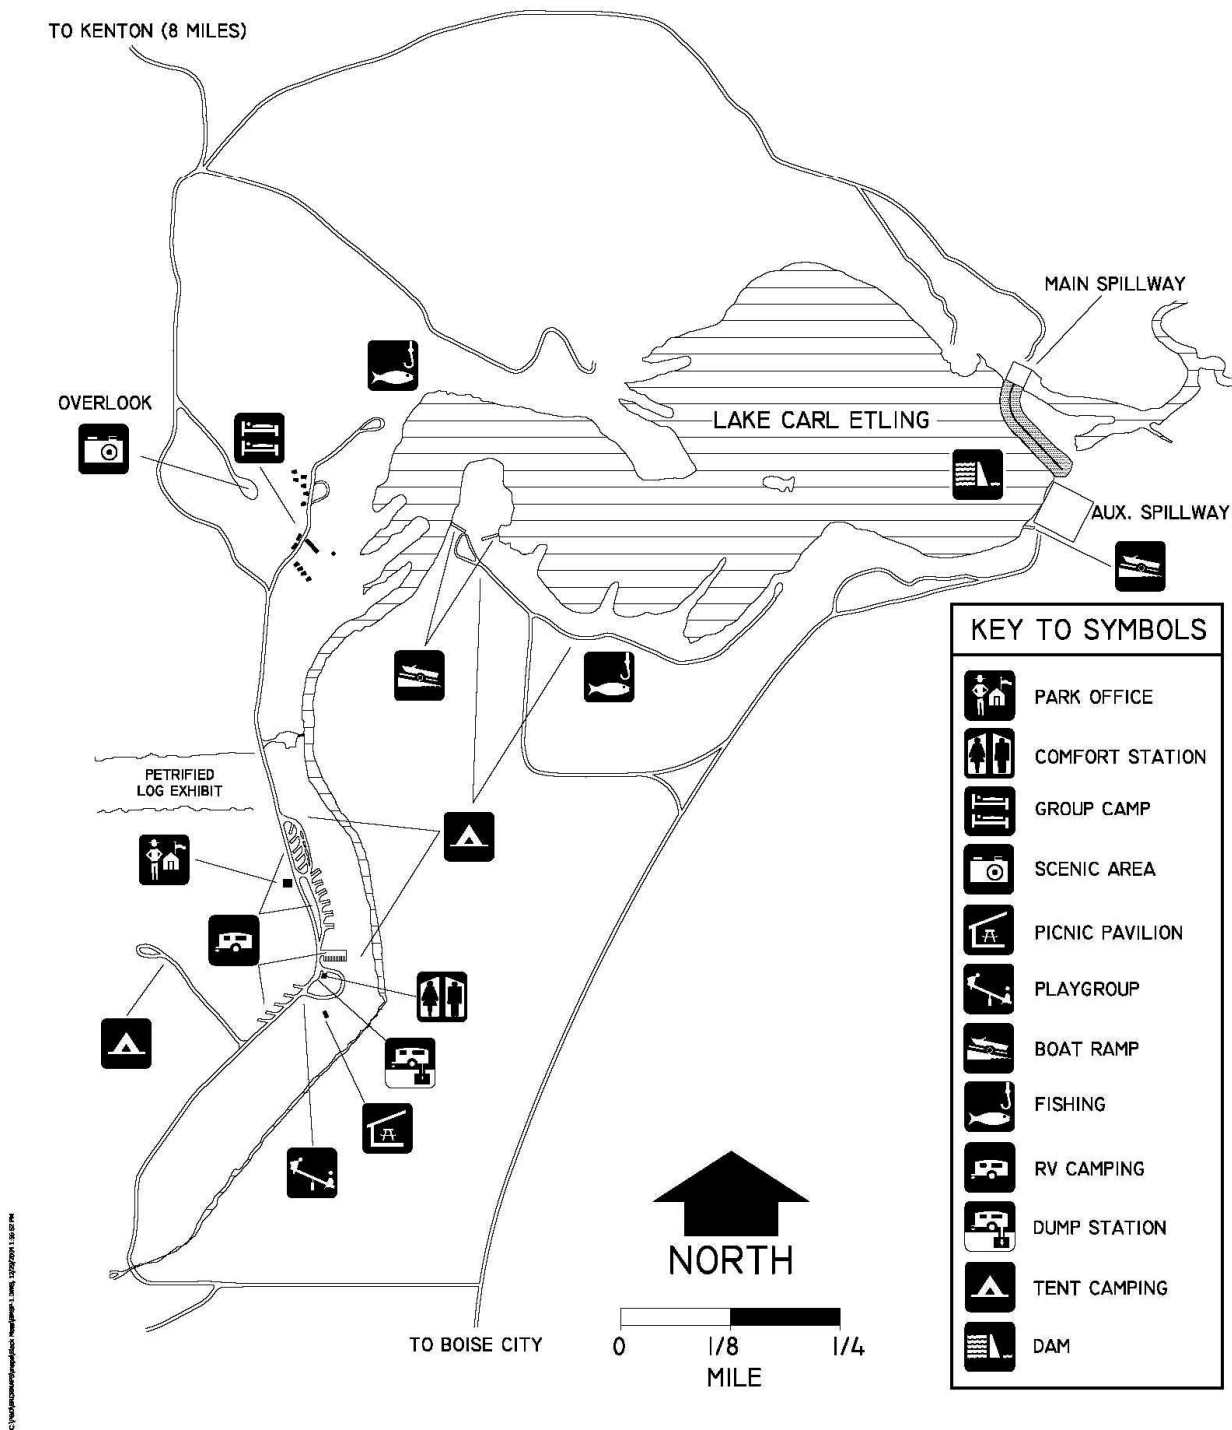 TO KENTON (8 MILES)
MAIN SPILLWAY
OVERLOOK
LAKE CARL ETLING
AUX. SPILLWAY
KEY TO SYMBOLS
PARK OFFICE
COMFORT STATION
GROUP CAMP
SCENIC AREA
PICNIC PAVILION
PLAYGROUP
BOAT RAMP
FISHING
RV CAMPING
DUMP STATION
TENT CAMPING
DAM
PETRIFIED
LOG EXHIBIT
NORTH
0 1/8 1/4
MILE
TO BOISE CITY